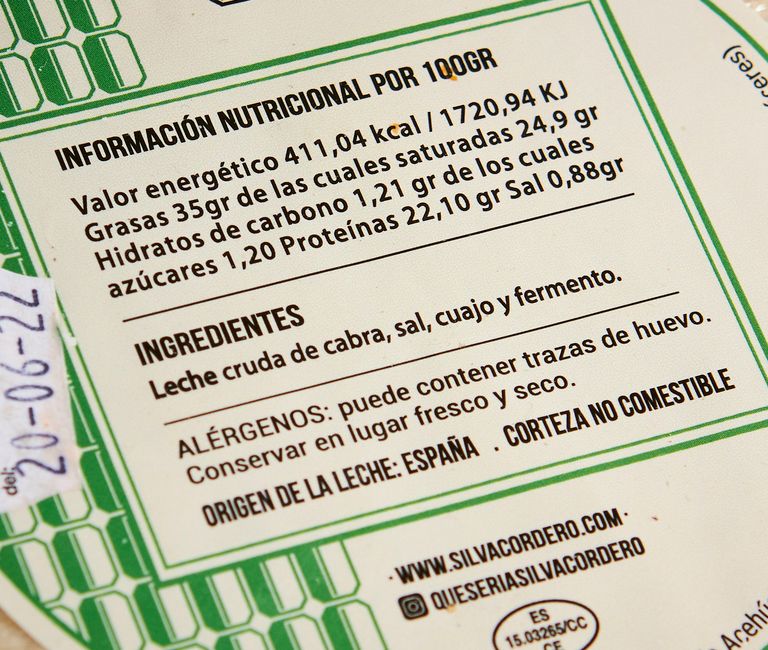 INFORMACIÓN NUTRICIONAL POR 100GR
Valor energético 411,04 kcal / 1720,94 KJ
Grasas 35gr de las cuales saturadas 24,9 gr
Hidratos de carbono 1,21 gr de los cuales
azúcares 1,20 Proteínas 22,10 gr Sal 0,88gr
INGREDIENTES
Leche cruda de cabra, sal, cuajo y fermento.
ALÉRGENOS: puede contener trazas de huevo.
Conservar en lugar fresco y seco.
ORIGEN DE LA LECHE: ESPAÑA . CORTEZA NO COMESTIBLE
· WWW.SILVACORDERO.COM·
QUESERIASILVACORDERO
ES
15.03265/CC
CE
del:
20-06-22